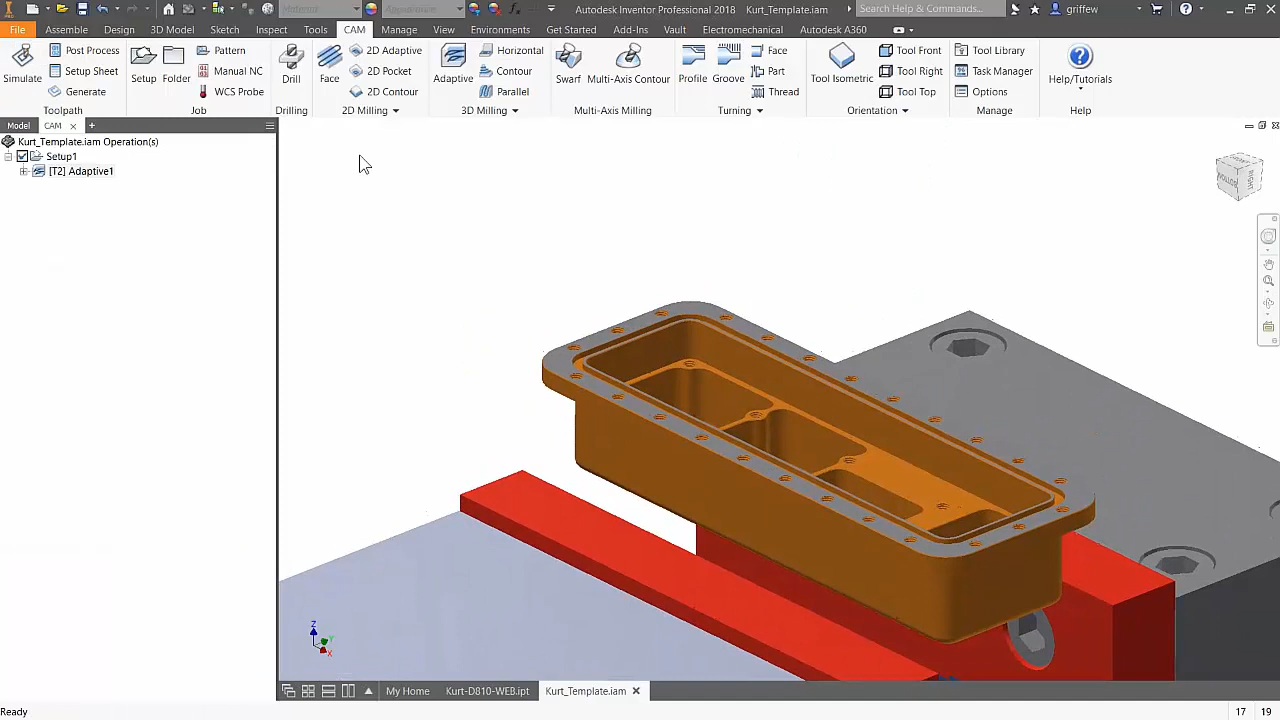 Material
Appearance
Autodesk Inventor Professional 2018 Kurt_Template.iam
Search Help & Commands...
griffew
File Assemble Design 3D Model Sketch Inspect Tools CAM Manage View Environments Get Started Add-Ins Vault Electromechanical Autodesk A360
Simulate
Post Process
Setup Sheet
Generate
Toolpath
Setup
Folder
Pattern
Manual NC
WCS Probe
Job
Drill
Drilling
Face
2D Adaptive
2D Pocket
2D Contour
2D Milling
Adaptive
Horizontal
Contour
Parallel
3D Milling
Swarf
Multi-Axis Contour
Multi-Axis Milling
Profile
Groove
Face
Part
Thread
Turning
Tool Isometric
Tool Front
Tool Right
Tool Top
Orientation
Tool Library
Task Manager
Options
Manage
Help/Tutorials
Help
Model CAM
Kurt_Template.iam Operation(s)
Setup1
[T2] Adaptive1
RIGHT
Z
Y
X
My Home Kurt-D810-WEB.ipt Kurt_Template.iam
Ready 17 19